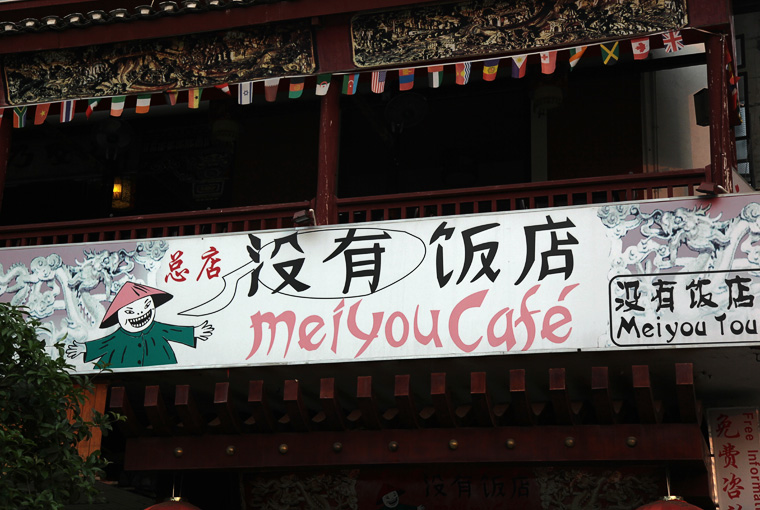 总店
没有饭店
meiyou Café
没有饭店
Meiyou Tou
免费咨
Free Informa
没有饭店